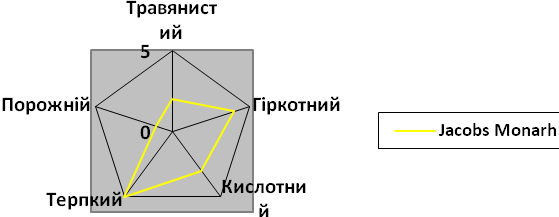 Травянист
ий
5
Порожній
Гіркотний
0
Jacobs Monarh
Терпкий
Кислотни
й